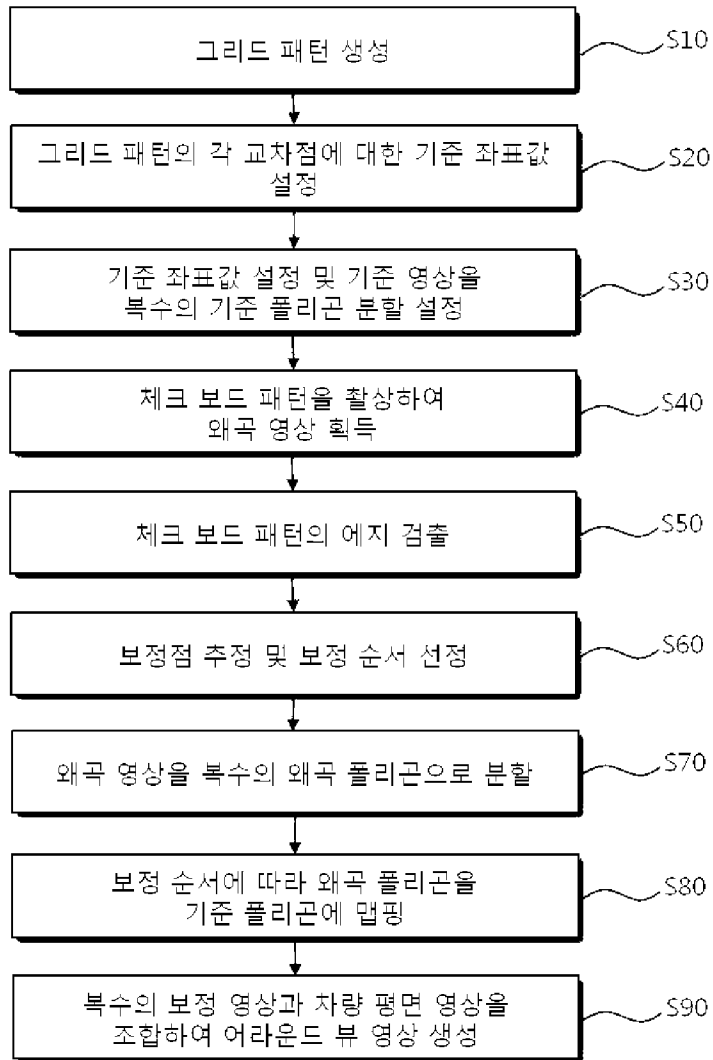 그리드 패턴 생성
S10
그리드 패턴의 각 교차점에 대한 기준 좌표값
설정
S20
기준 좌표값 설정 및 기준 영상을
복수의 기준 폴리곤 분할 설정
S30
체크 보드 패턴을 촬상하여
왜곡 영상 획득
S40
체크 보드 패턴의 에지 검출
S50
보정점 추정 및 보정 순서 선정
S60
왜곡 영상을 복수의 왜곡 폴리곤으로 분할
S70
보정 순서에 따라 왜곡 폴리곤을
기준 폴리곤에 맵핑
S80
복수의 보정 영상과 차량 평면 영상을
조합하여 어라운드 뷰 영상 생성
S90